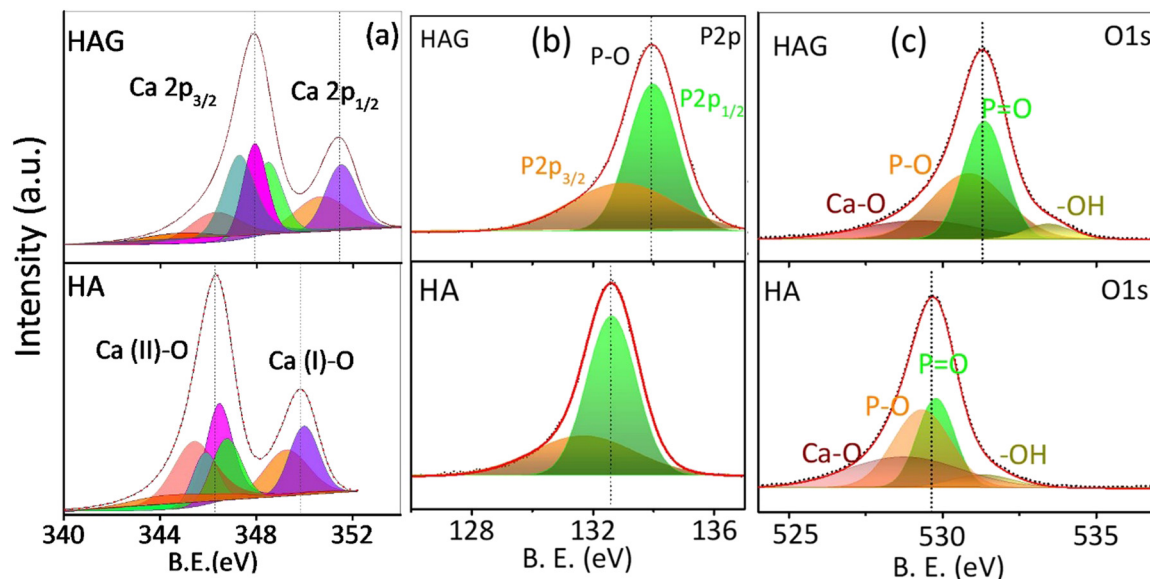 Intensity (a.u.)
HAG
(a)
Ca 2p3/2
Ca 2p1/2
HA
Ca (II)-O
Ca (I)-O
340 344 348 352
B.E.(eV)
HAG
(b)
P2p
P-O
P2p1/2
P2p3/2
HA
128 132 136
B. E. (eV)
HAG
(c)
O1s
P=O
P-O
Ca-O
-OH
HA
O1s
P=O
P-O
Ca-O
-OH
525 530 535
B. E. (eV)